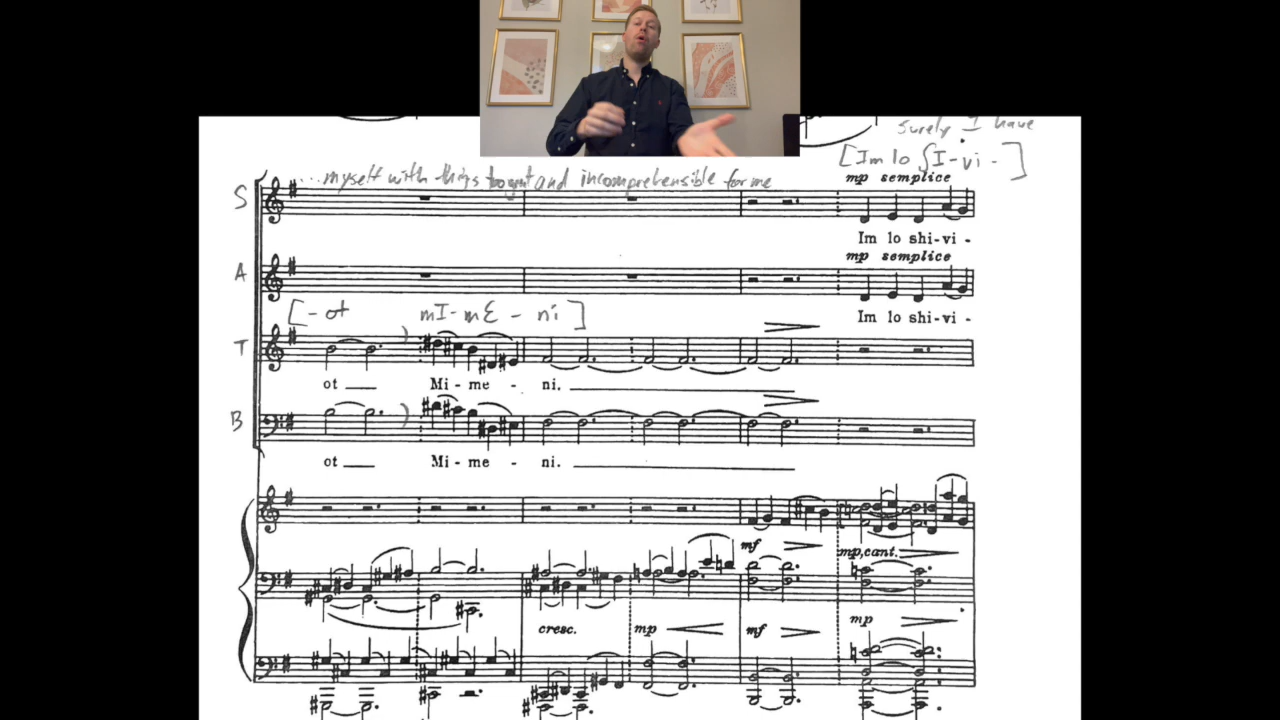 surely I have
[Im lo ʃI-vi - ]
...myself with things too great and incomprehensible for me
mp semplice
S
Im lo shi-vi -
mp semplice
A
Im lo shi-vi -
[-ot mI-mɛ - ni]
T
ot Mi - me - ni.
B
ot Mi - me - ni.
mf
mp, cant.
cresc. mp mf mp